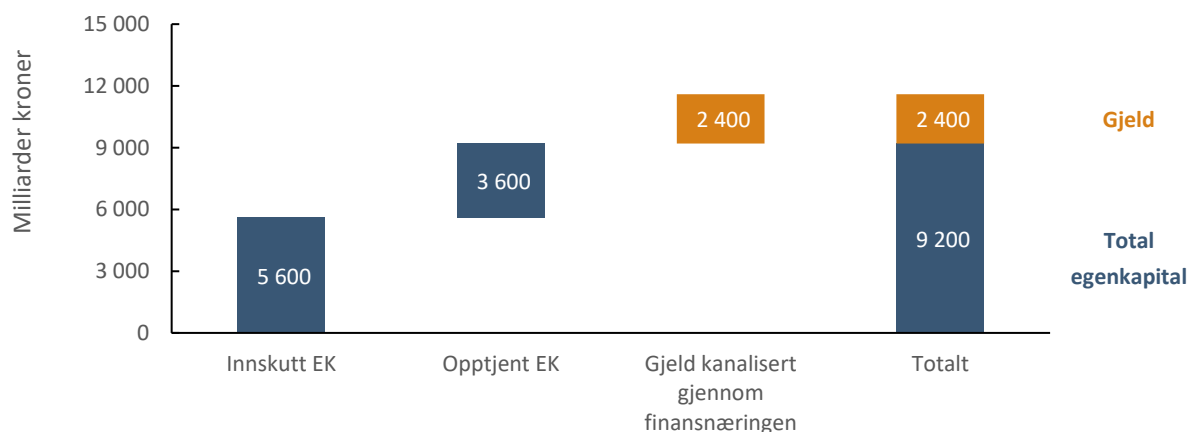 Milliarder kroner
15 000
12 000
9 000
6 000
3 000
0
5 600
3 600
2 400
2 400
9 200
Innskutt EK
Opptjent EK
Gjeld kanalisert
gjennom
finansnæringen
Totalt
Gjeld
Total
egenkapital